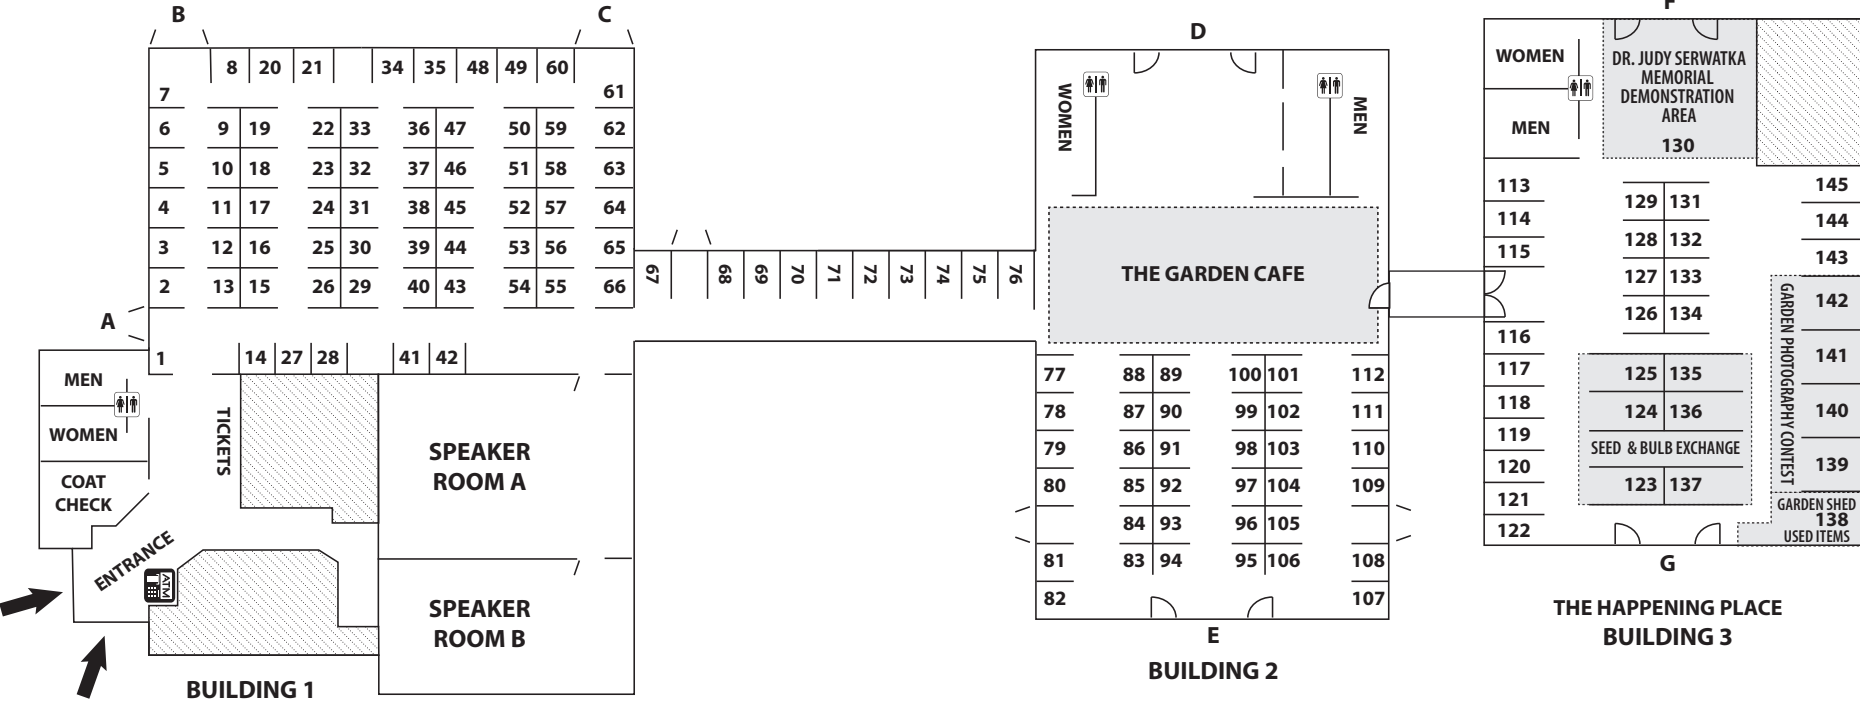 B
C
8 20 21 34 35 48 49 60
7 61
6 9 19 22 33 36 47 50 59 62
5 10 18 23 32 37 46 51 58 63
4 11 17 24 31 38 45 52 57 64
3 12 16 25 30 39 44 53 56 65
2 13 15 26 29 40 43 54 55 66
A
1 14 27 28 41 42
MEN
WOMEN
COAT
CHECK
TICKETS
ENTRANCE
ATM
SPEAKER
ROOM A
SPEAKER
ROOM B
BUILDING 1
67 68 69 70 71 72 73 74 75 76
D
WOMEN
MEN
THE GARDEN CAFE
77 88 89 100 101 112
78 87 90 99 102 111
79 86 91 98 103 110
80 85 92 97 104 109
84 93 96 105
81 83 94 95 106 108
82 107
E
BUILDING 2
F
WOMEN
MEN
DR. JUDY SERWATKA
MEMORIAL
DEMONSTRATION
AREA
130
113 145
129 131
114 144
128 132
115 143
127 133
142
126 134
116
117 125 135 141
118 124 136 140
119 SEED & BULB EXCHANGE
120 139
123 137
121
122
GARDEN PHOTOGRAPHY CONTEST
GARDEN SHED
138
USED ITEMS
G
THE HAPPENING PLACE
BUILDING 3